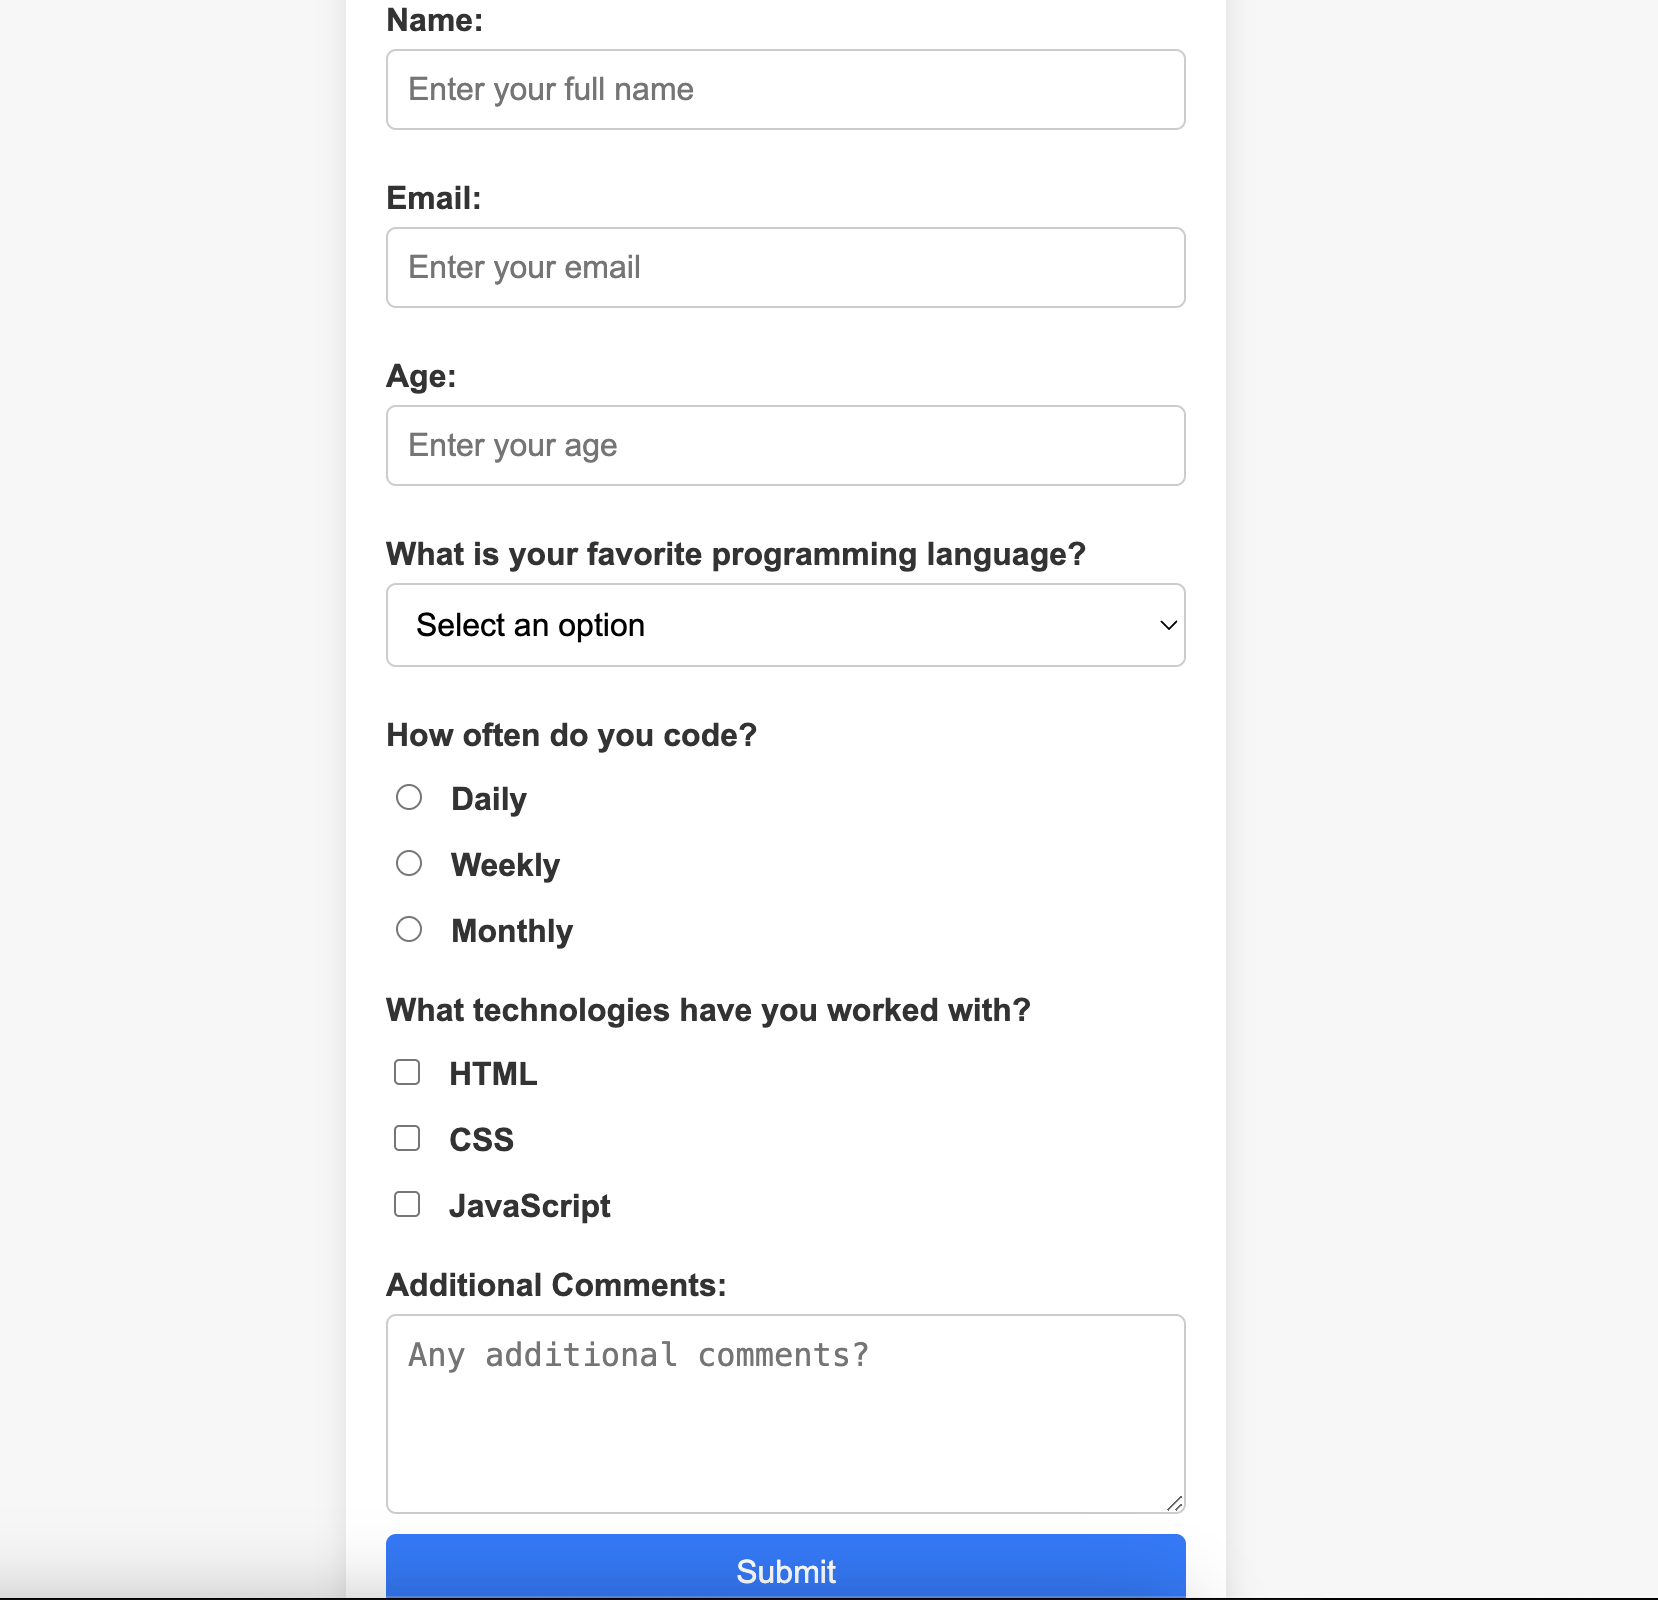 Name:
Enter your full name
Email:
Enter your email
Age:
Enter your age
What is your favorite programming language?
Select an option
How often do you code?
Daily
Weekly
Monthly
What technologies have you worked with?
HTML
CSS
JavaScript
Additional Comments:
Any additional comments?
Submit